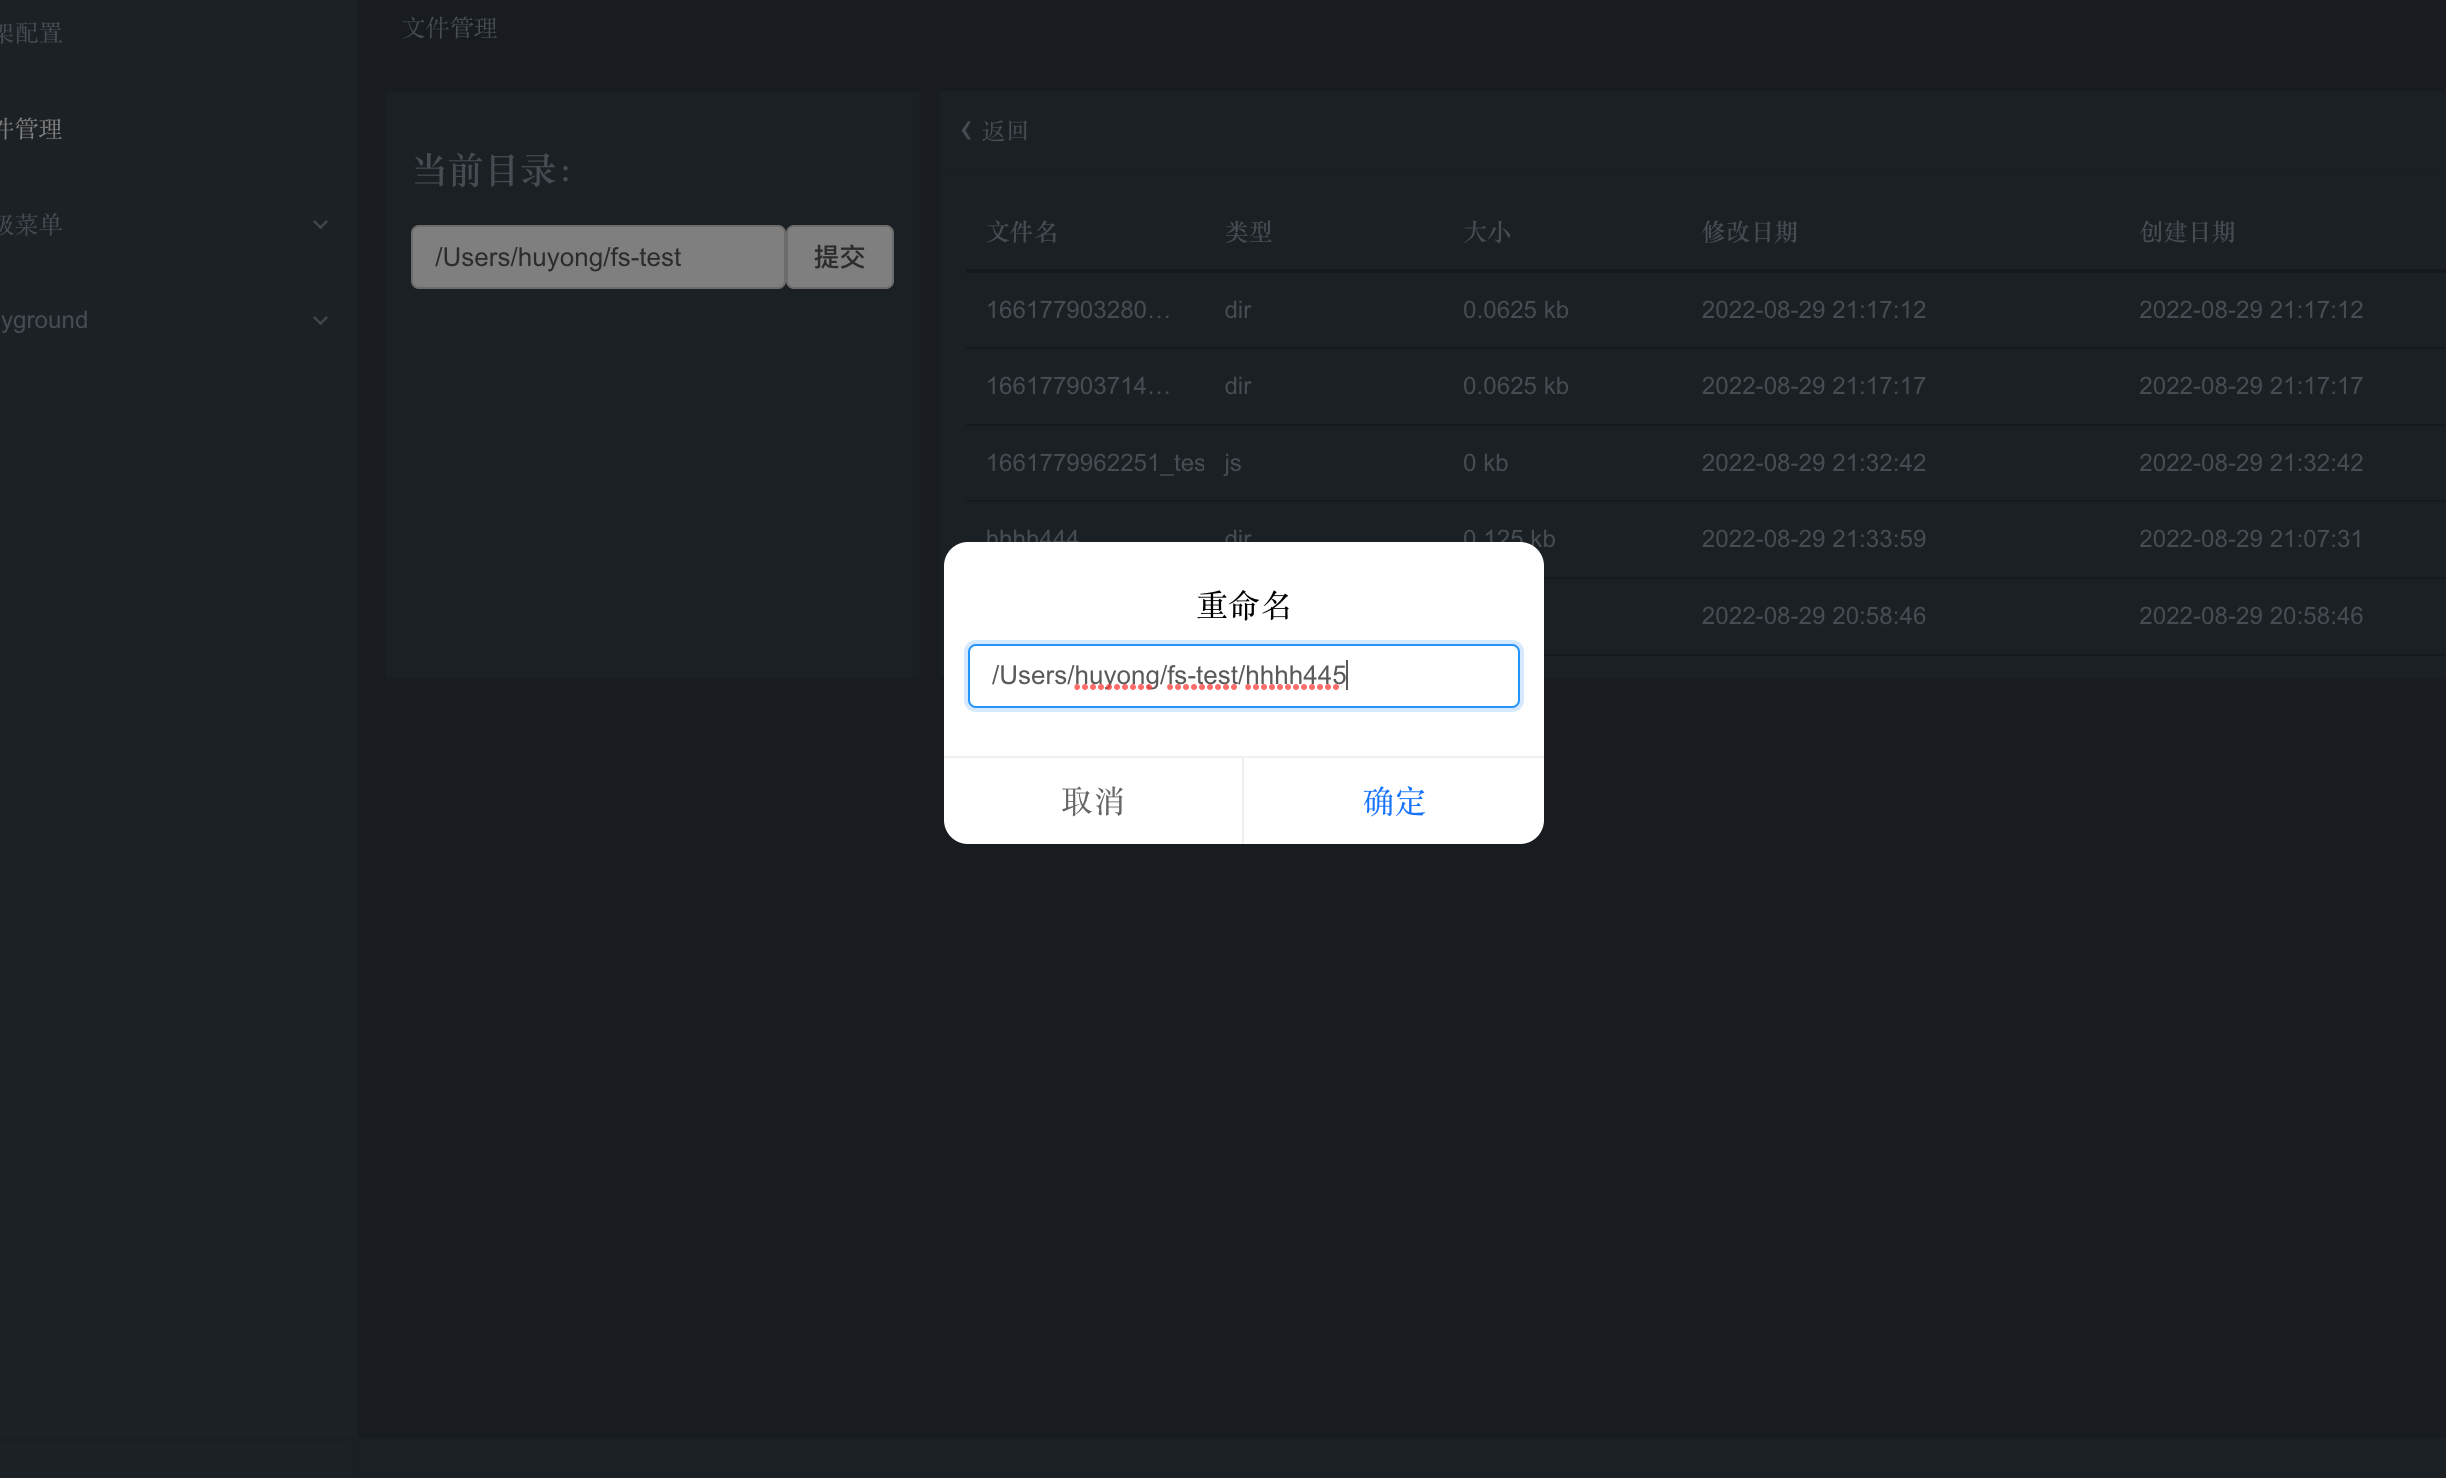 架配置
件管理
级菜单
yground
文件管理
当前目录:
/Users/huyong/fs-test 提交
返回
文件名 类型 大小 修改日期 创建日期
166177903280… dir 0.0625 kb 2022-08-29 21:17:12 2022-08-29 21:17:12
166177903714… dir 0.0625 kb 2022-08-29 21:17:17 2022-08-29 21:17:17
1661779962251_tes js 0 kb 2022-08-29 21:32:42 2022-08-29 21:32:42
hhhh444 dir 0.125 kb 2022-08-29 21:33:59 2022-08-29 21:07:31
2022-08-29 20:58:46 2022-08-29 20:58:46
重命名
/Users/huyong/fs-test/hhhh445
取消 确定